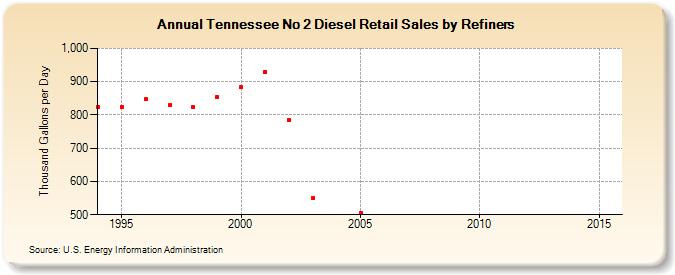 Annual Tennessee No 2 Diesel Retail Sales by Refiners
Thousand Gallons per Day
1,000
900
800
700
600
500
1995 2000 2005 2010 2015
Source: U.S. Energy Information Administration